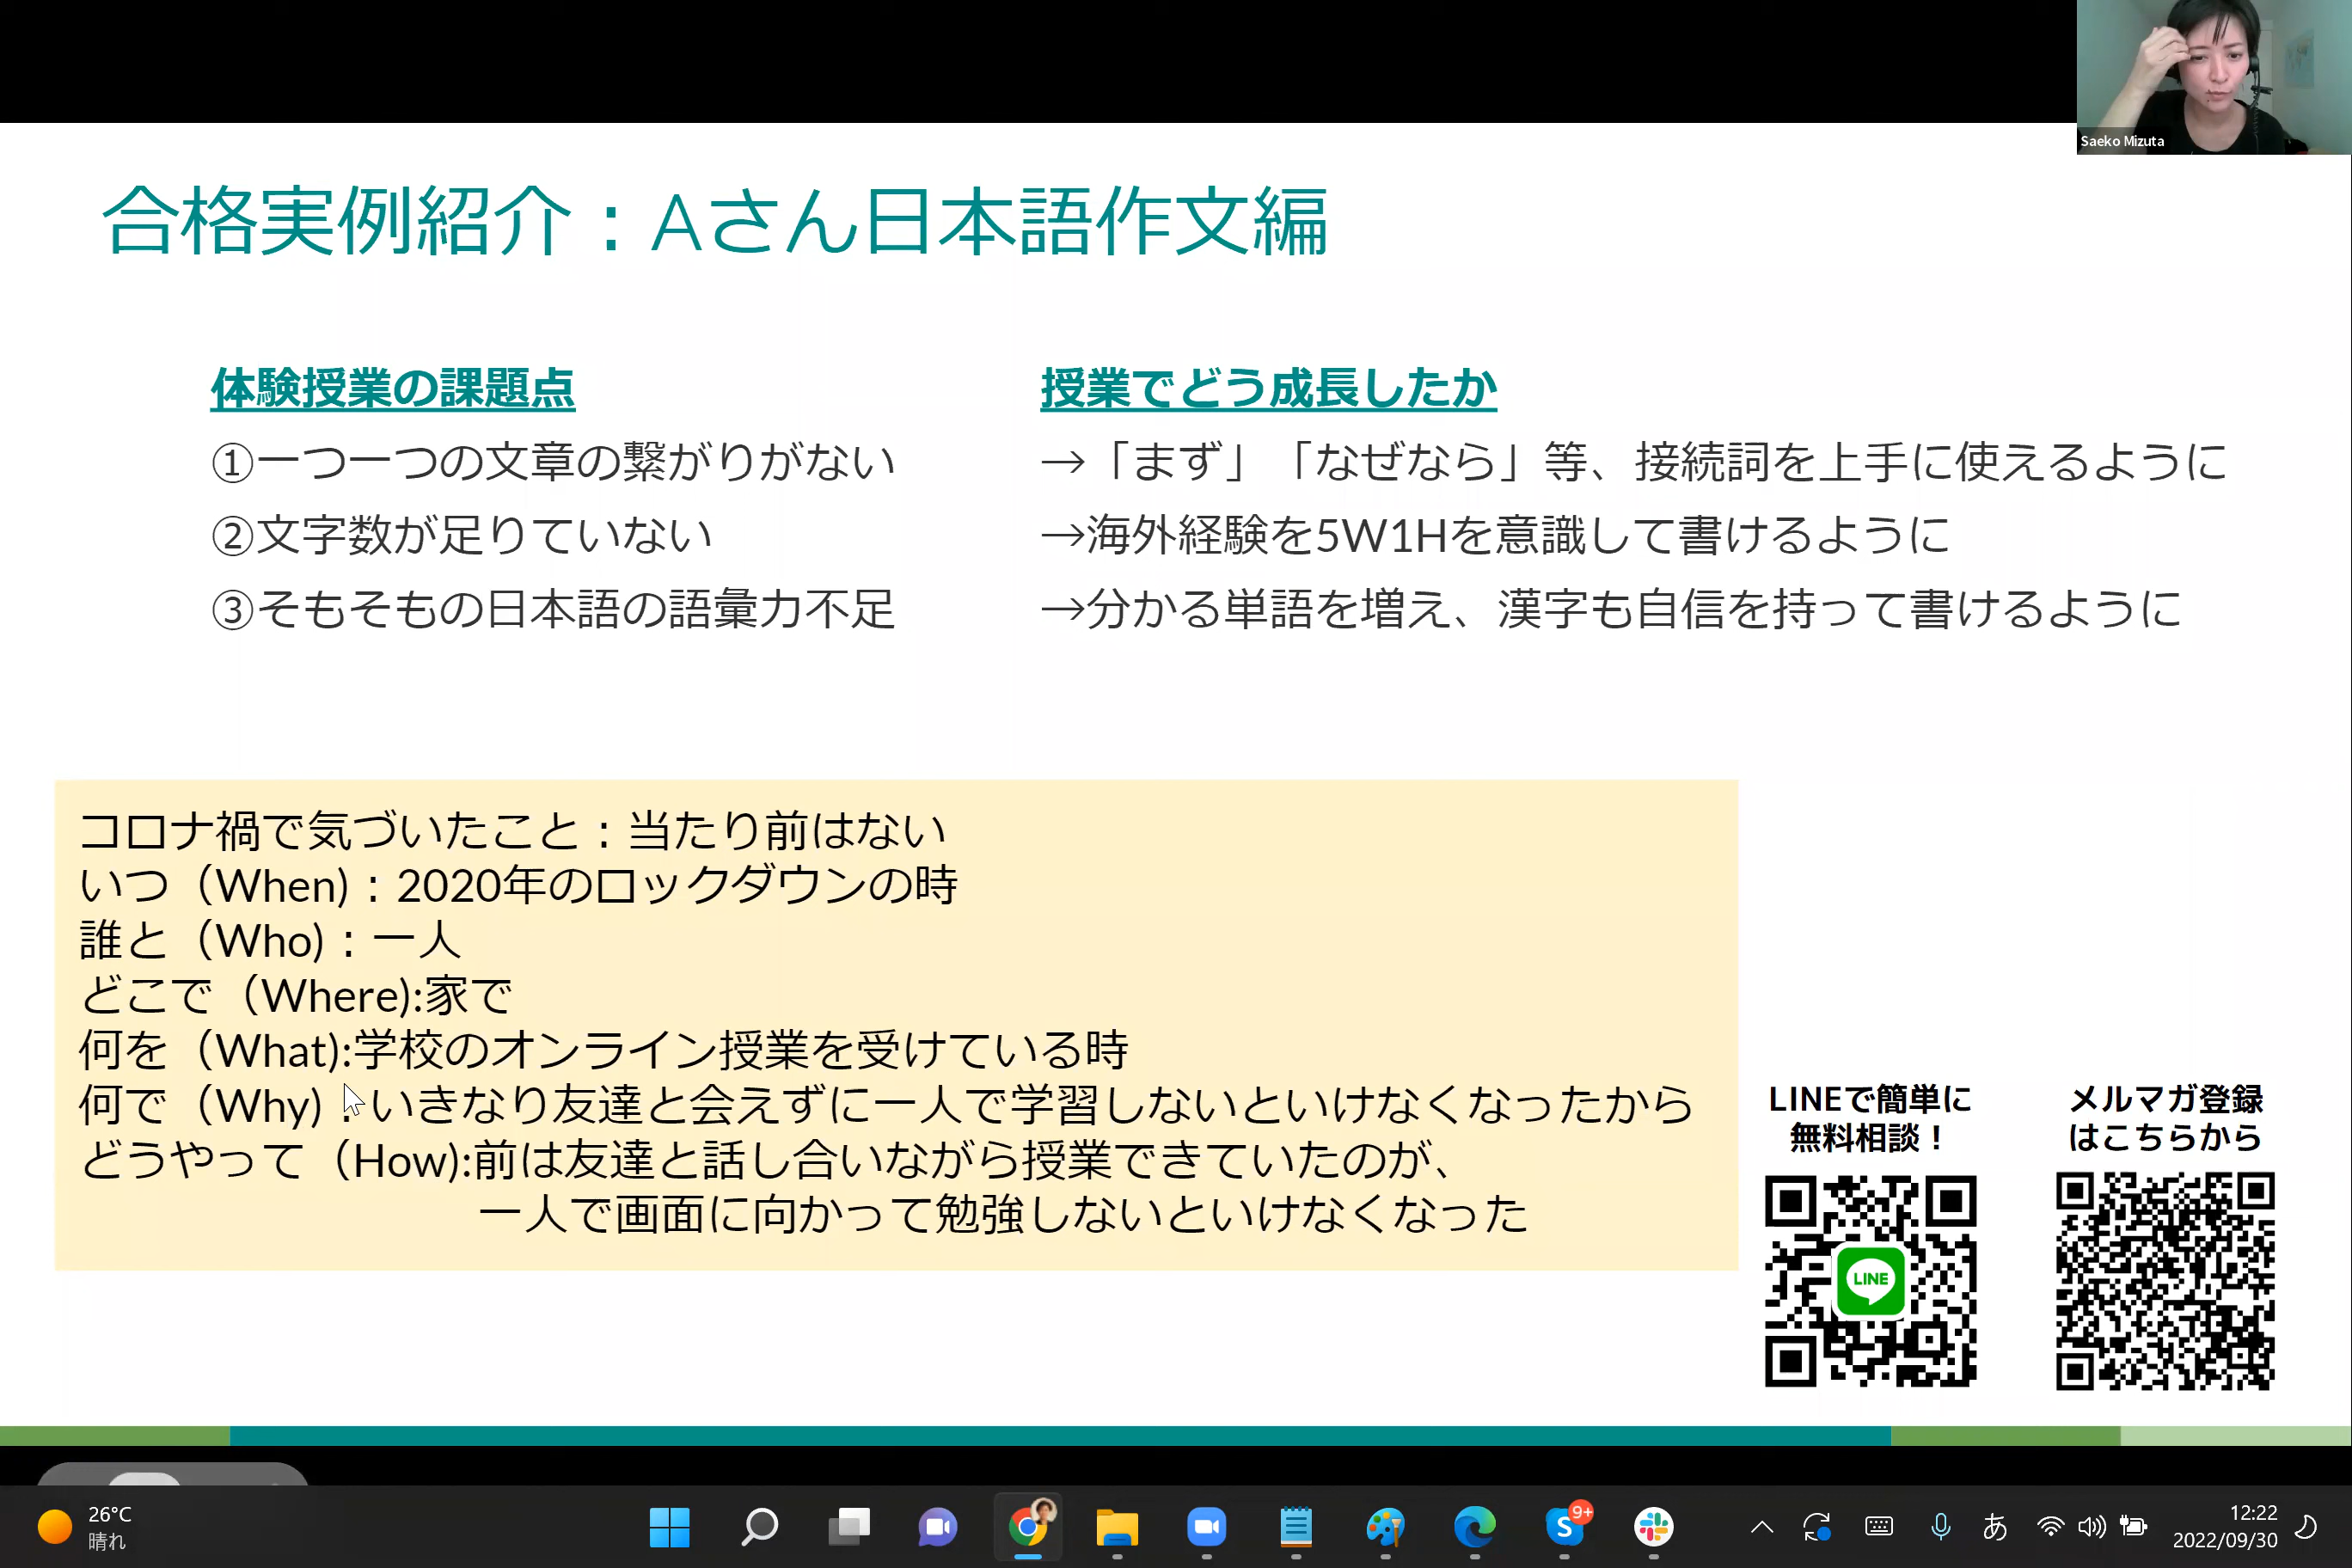 Saeko Mizuta
合格実例紹介：Aさん日本語作文編
体験授業の課題点
①一つ一つの文章の繋がりがない
②文字数が足りていない
③そもそもの日本語の語彙力不足
授業でどう成長したか
→「まず」「なぜなら」等、接続詞を上手に使えるように
→海外経験を5W1Hを意識して書けるように
→分かる単語を増え、漢字も自信を持って書けるように
コロナ禍で気づいたこと：当たり前はない
いつ（When)：2020年のロックダウンの時
誰と（Who)：一人
どこで（Where):家で
何を（What):学校のオンライン授業を受けている時
何で（Why)：いきなり友達と会えずに一人で学習しないといけなくなったから
どうやって（How):前は友達と話し合いながら授業できていたのが、
一人で画面に向かって勉強しないといけなくなった
LINEで簡単に
無料相談！
LINE
メルマガ登録
はこちらから
26°C
晴れ
9+
あ
12:22
2022/09/30